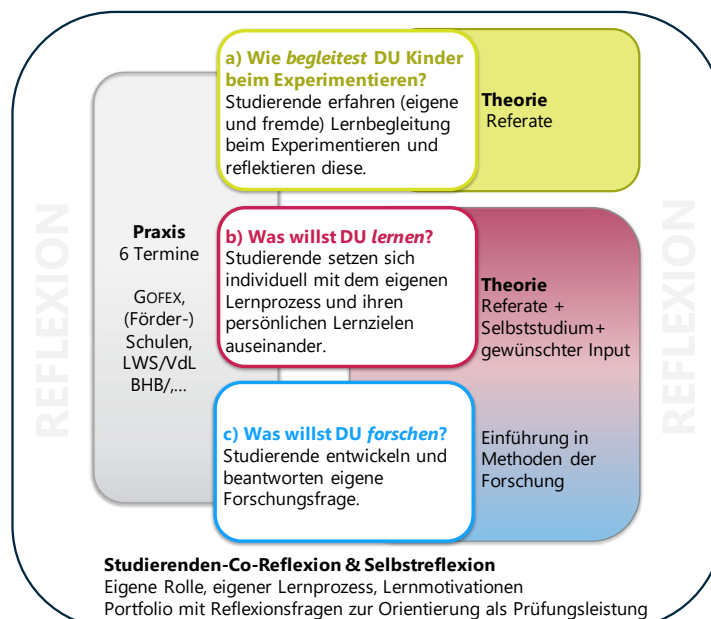 REFLEXION
Praxis
6 Termine
GOFEX,
(Förder-)
Schulen,
LWS/VdL
BHB/,...
a) Wie begleitest DU Kinder
beim Experimentieren?
Studierende erfahren (eigene
und fremde) Lernbegleitung
beim Experimentieren und
reflektieren diese.
Theorie
Referate
b) Was willst DU lernen?
Studierende setzen sich
individuell mit dem eigenen
Lernprozess und ihren
persönlichen Lernzielen
auseinander.
Theorie
Referate +
Selbststudium+
gewünschter Input
c) Was willst DU forschen?
Studierende entwickeln und
beantworten eigene
Forschungsfrage.
Einführung in
Methoden der
Forschung
REFLEXION
Studierenden-Co-Reflexion & Selbstreflexion
Eigene Rolle, eigener Lernprozess, Lernmotivationen
Portfolio mit Reflexionsfragen zur Orientierung als Prüfungsleistung